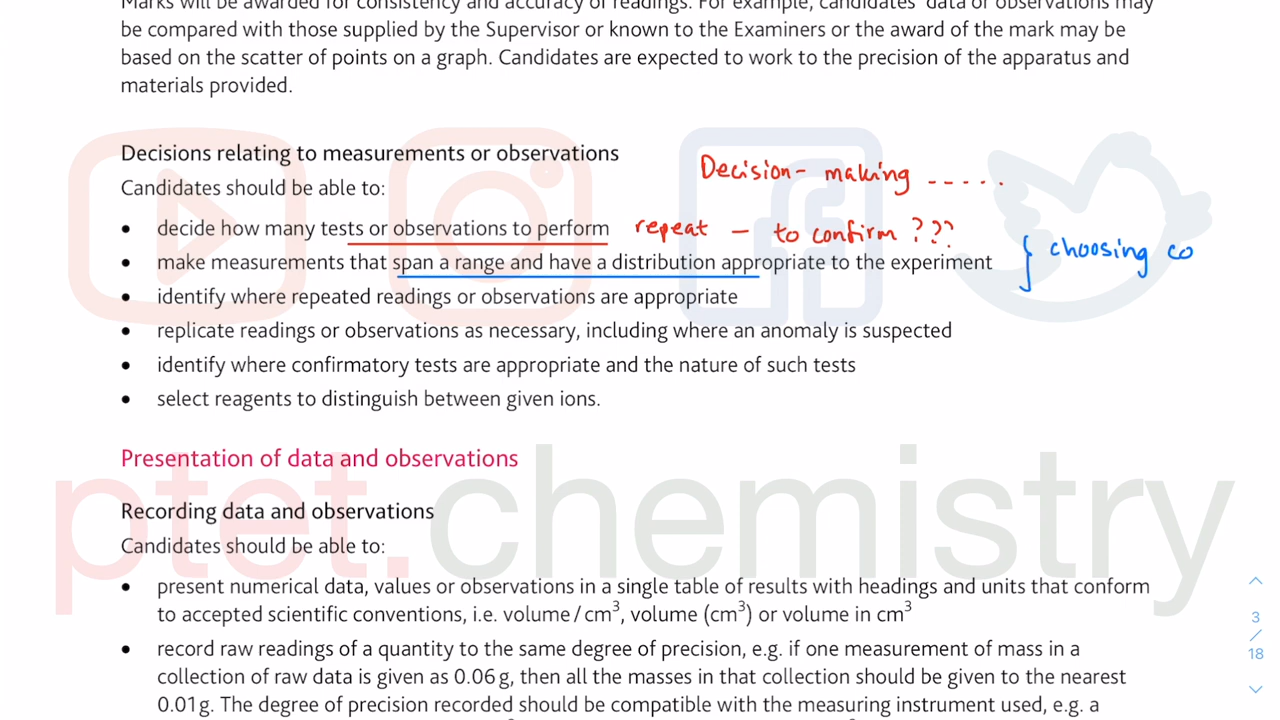 Marks will be awarded for consistency and accuracy of readings. For example, candidates' data or observations may
be compared with those supplied by the Supervisor or known to the Examiners or the award of the mark may be
based on the scatter of points on a graph. Candidates are expected to work to the precision of the apparatus and
materials provided.
Decisions relating to measurements or observations
Decision- making .....
Candidates should be able to:
• decide how many tests or observations to perform repeat – to confirm ???
• make measurements that span a range and have a distribution appropriate to the experiment } choosing co
• identify where repeated readings or observations are appropriate
• replicate readings or observations as necessary, including where an anomaly is suspected
• identify where confirmatory tests are appropriate and the nature of such tests
• select reagents to distinguish between given ions.
Presentation of data and observations
ptet.chemistry
Recording data and observations
Candidates should be able to:
• present numerical data, values or observations in a single table of results with headings and units that conform
to accepted scientific conventions, i.e. volume / cm³, volume (cm³) or volume in cm³
• record raw readings of a quantity to the same degree of precision, e.g. if one measurement of mass in a
collection of raw data is given as 0.06 g, then all the masses in that collection should be given to the nearest
0.01 g. The degree of precision recorded should be compatible with the measuring instrument used, e.g. a
3
/
18